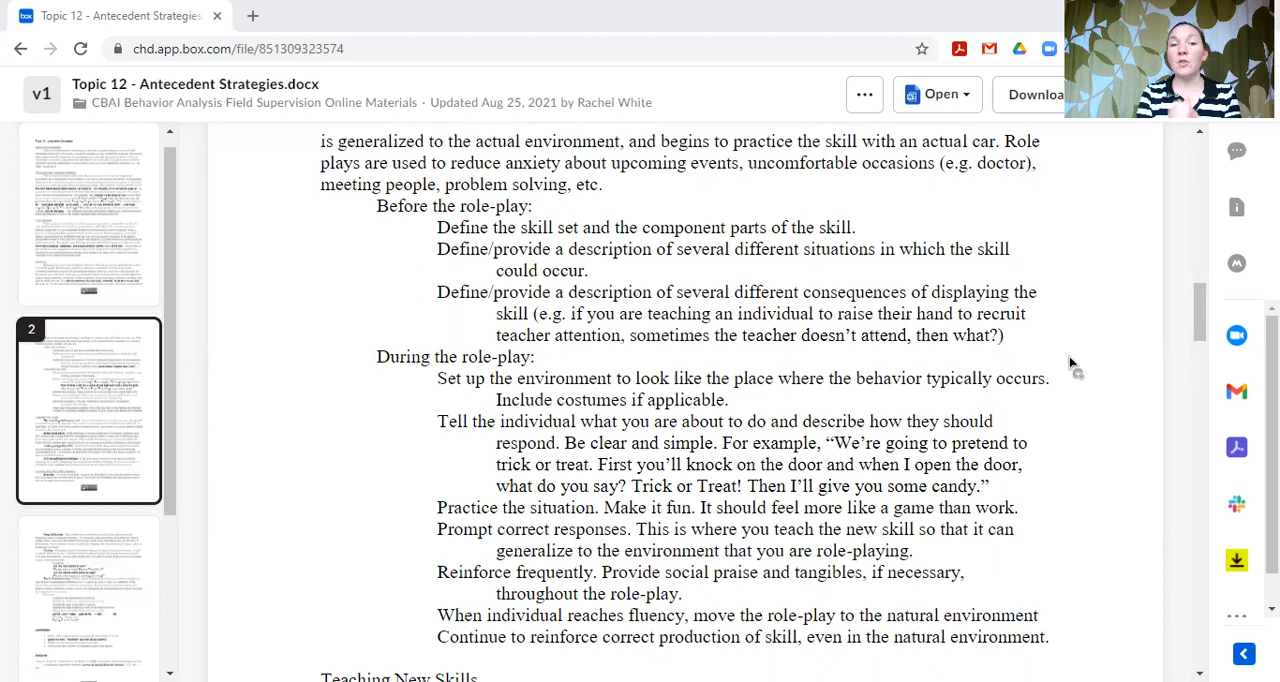 Topic 12 - Antecedent Strategies
chd.app.box.com/file/851309323574
v1
Topic 12 - Antecedent Strategies.docx
CBAI Behavior Analysis Field Supervision Online Materials · Updated Aug 25, 2021 by Rachel White
Open
Downloa
is generalized to the natural environment, and begins to practice the skill with an actual car. Role
plays are used to reduce anxiety about upcoming events, uncomfortable occasions (e.g. doctor),
meeting people, problem solving, etc.
Before the role-play:
Define the skill set and the component parts of the skill.
Define/provide a description of several different conditions in which the skill
could occur.
Define/provide a description of several different consequences of displaying the
skill (e.g. if you are teaching an individual to raise their hand to recruit
teacher attention, sometimes the teacher doesn't attend, then what?)
During the role-play:
Set up the environment to look like the place where the behavior typically occurs.
Include costumes if applicable.
Tell the individual what you are about to do and describe how they should
respond. Be clear and simple. For example: "We're going to pretend to
trick or treat. First you'll knock on the door and when I open the door,
what do you say? Trick or Treat! Then I'll give you some candy."
Practice the situation. Make it fun. It should feel more like a game than work.
Prompt correct responses. This is where you teach the new skill so that it can
generalize to the environment that you are role-playing.
Reinforce frequently. Provide social praise and tangibles, if necessary,
throughout the role-play.
When individual reaches fluency, move the role-play to the natural environment
Continue to reinforce correct production of skill, even in the natural environment.
Teaching New Skills
2